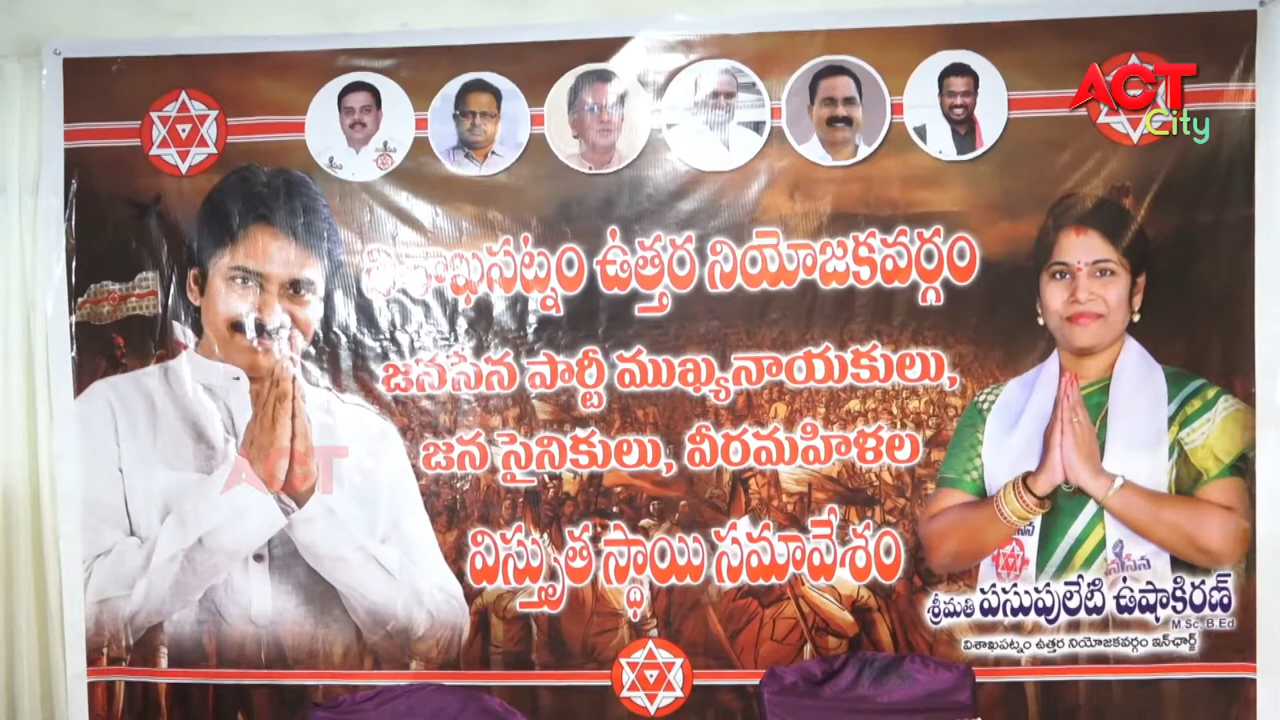 ACT
City
విశాఖపట్నం ఉత్తర నియోజకవర్గం
జనసేన పార్టీ ముఖ్యనాయకులు,
జన సైనికులు, వీరమహిళల
ACT
విస్తృత స్థాయి సమావేశం
శ్రీమతి పసుపులేటి ఉషాకిరణ్
M.Sc, B.Ed
విశాఖపట్నం ఉత్తర నియోజకవర్గం ఇన్‌ఛార్జ్